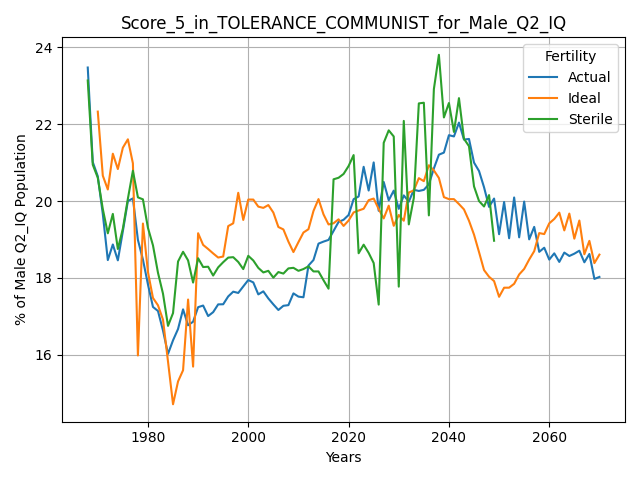 Score_5_in_TOLERANCE_COMMUNIST_for_Male_Q2_IQ
% of Male Q2_IQ Population
24
22
20
18
16
1980
2000
2020
2040
2060
Years
Fertility
Actual
Ideal
Sterile